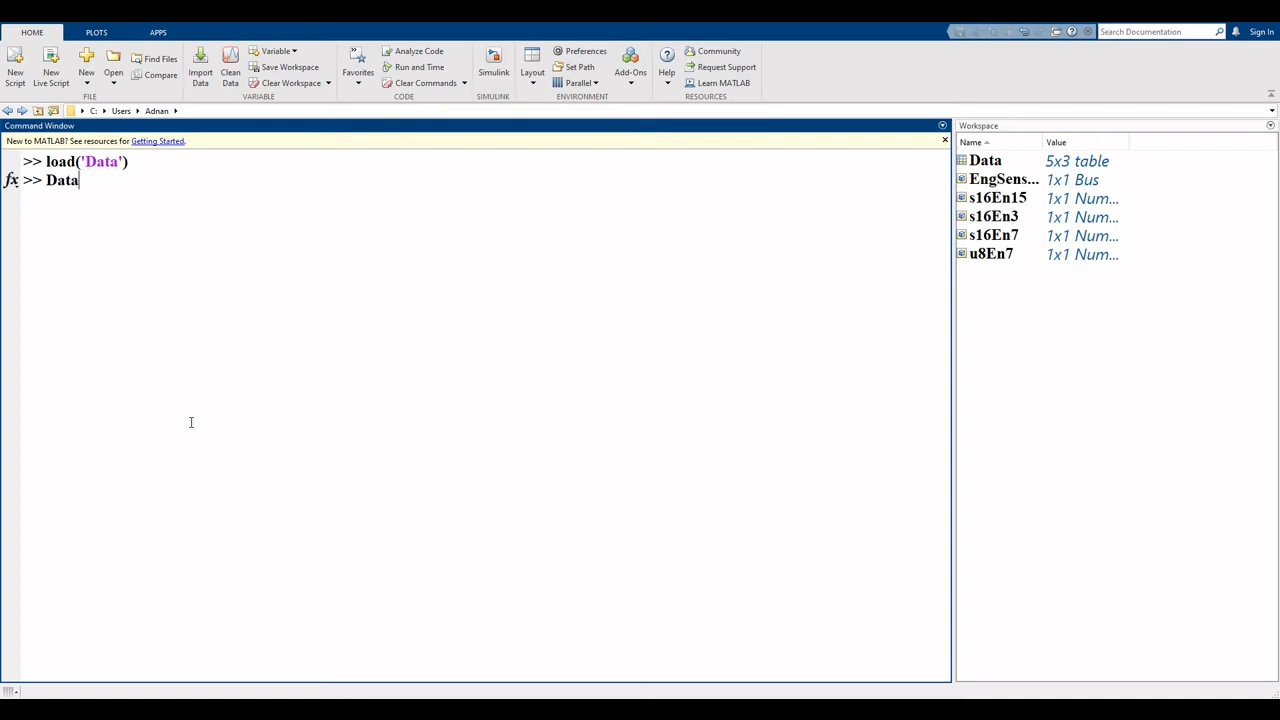 HOME PLOTS APPS
Search Documentation
Sign In
New Script
New Live Script
New
Open
Find Files
Compare
FILE
Import Data
Clean Data
Variable
Save Workspace
Clear Workspace
VARIABLE
Favorites
Analyze Code
Run and Time
Clear Commands
CODE
Simulink
SIMULINK
Layout
Preferences
Set Path
Parallel
Add-Ons
ENVIRONMENT
Help
Community
Request Support
Learn MATLAB
RESOURCES
C: Users Adnan
Command Window
New to MATLAB? See resources for Getting Started.
>> load('Data')
fx >> Data
Workspace
Name Value
Data 5x3 table
EngSens... 1x1 Bus
s16En15 1x1 Num...
s16En3 1x1 Num...
s16En7 1x1 Num...
u8En7 1x1 Num...